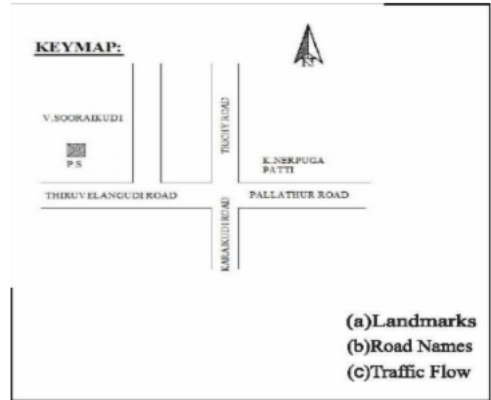 KEYMAP:
N
V.SOORAIKUDI
TRICHY ROAD
P S
K.NERPUGA
PATTI
THIRUVELANGUDI ROAD
PALLATHUR ROAD
KARAIKUDI ROAD
(a)Landmarks
(b)Road Names
(c)Traffic Flow